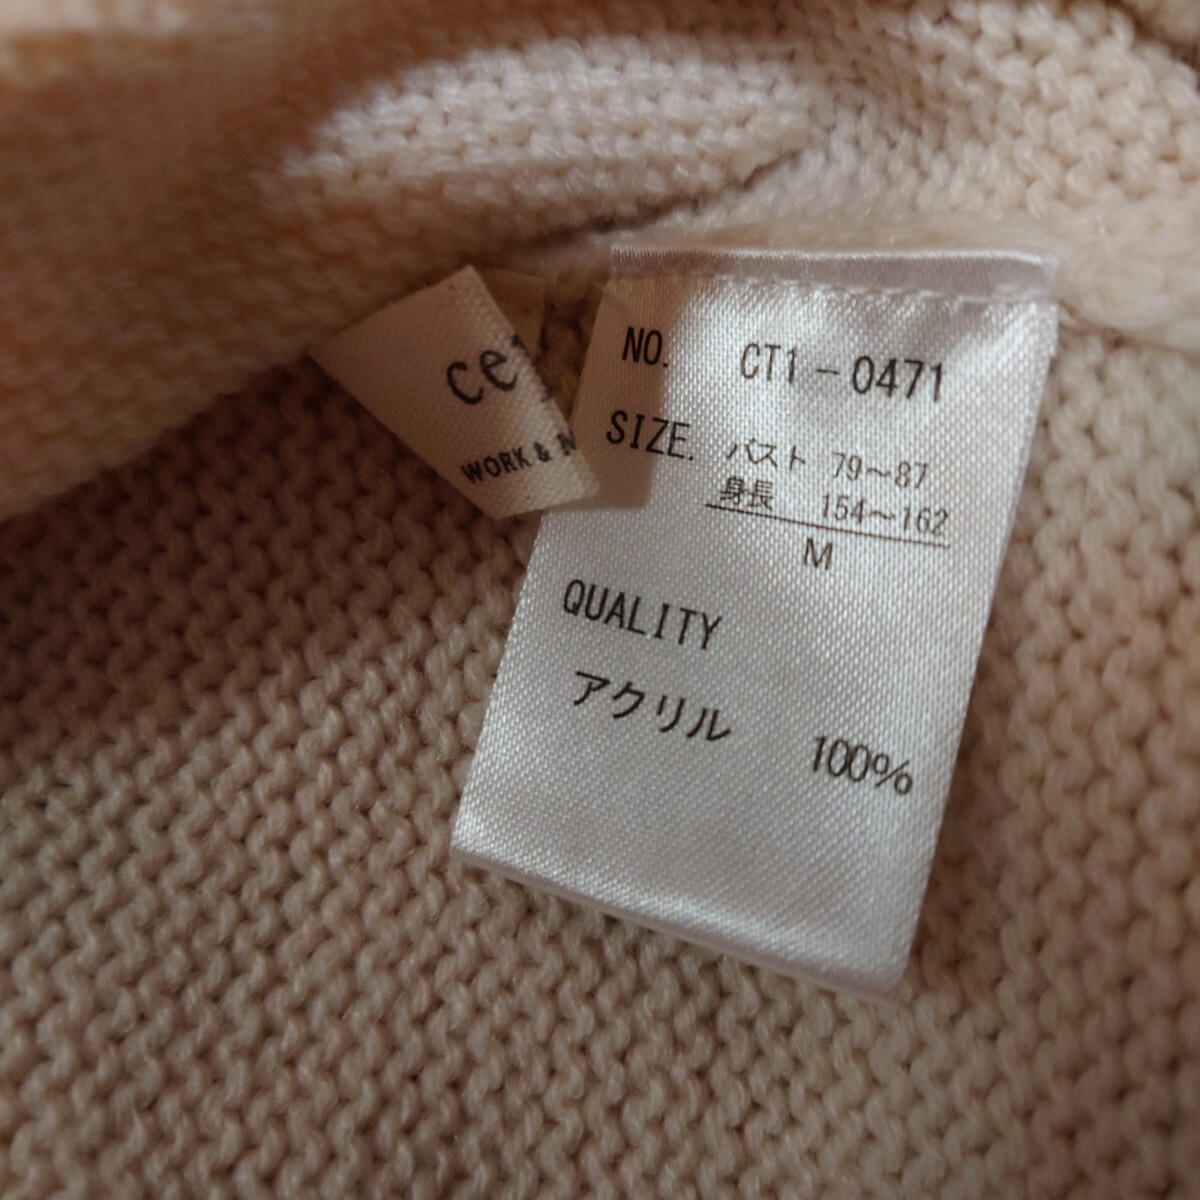 NO. CT1-0471
SIZE. バスト 79～87
身長 154～162
M
QUALITY
アクリル 100%
WORK &